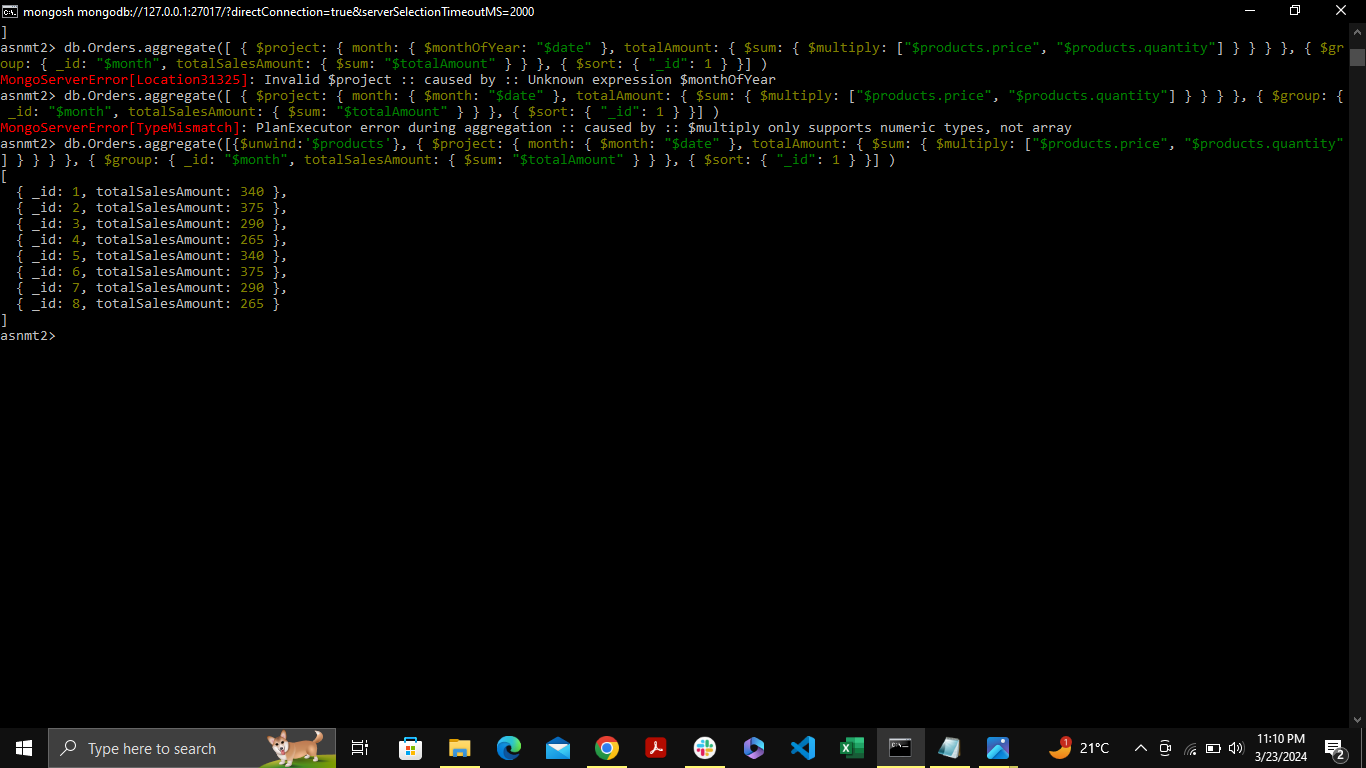 mongosh mongodb://127.0.0.1:27017/?directConnection=true&serverSelectionTimeoutMS=2000
]
asnmt2> db.Orders.aggregate([ { $project: { month: { $monthOfYear: "$date" }, totalAmount: { $sum: { $multiply: ["$products.price", "$products.quantity"] } } } }, { $gr
oup: { _id: "$month", totalSalesAmount: { $sum: "$totalAmount" } } }, { $sort: { "_id": 1 } }] )
MongoServerError[Location31325]: Invalid $project :: caused by :: Unknown expression $monthOfYear
asnmt2> db.Orders.aggregate([ { $project: { month: { $month: "$date" }, totalAmount: { $sum: { $multiply: ["$products.price", "$products.quantity"] } } } }, { $group: {
 _id: "$month", totalSalesAmount: { $sum: "$totalAmount" } } }, { $sort: { "_id": 1 } }] )
MongoServerError[TypeMismatch]: PlanExecutor error during aggregation :: caused by :: $multiply only supports numeric types, not array
asnmt2> db.Orders.aggregate([{$unwind:'$products'}, { $project: { month: { $month: "$date" }, totalAmount: { $sum: { $multiply: ["$products.price", "$products.quantity"
] } } } }, { $group: { _id: "$month", totalSalesAmount: { $sum: "$totalAmount" } } }, { $sort: { "_id": 1 } }] )
[
  { _id: 1, totalSalesAmount: 340 },
  { _id: 2, totalSalesAmount: 375 },
  { _id: 3, totalSalesAmount: 290 },
  { _id: 4, totalSalesAmount: 265 },
  { _id: 5, totalSalesAmount: 340 },
  { _id: 6, totalSalesAmount: 375 },
  { _id: 7, totalSalesAmount: 290 },
  { _id: 8, totalSalesAmount: 265 }
]
asnmt2>
Type here to search
1
21°C
11:10 PM
3/23/2024
2